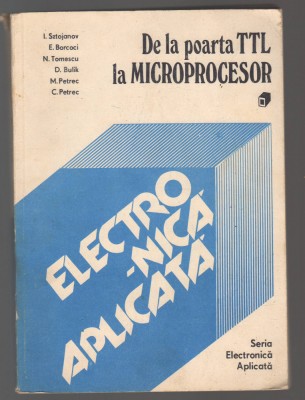 I. Sztojanov
E. Borcoci
N. Tomescu
D. Bulik
M. Petrec
C. Petrec
De la poarta TTL
la MICROPROCESOR
ELECTRO
-NICĂ
APLICATĂ
Seria
Electronică
Aplicată